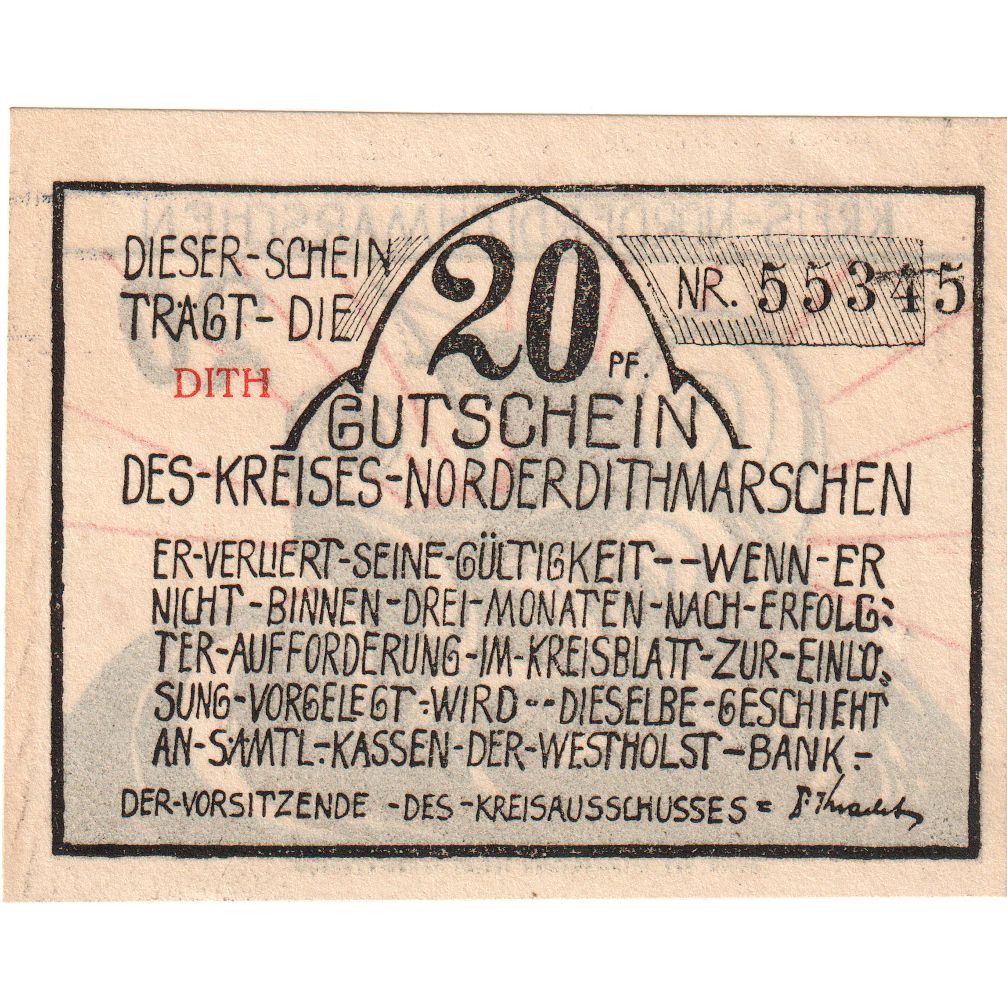 DIESER-SCHEIN
TRÄGT-DIE
NR. 55345
DITH
20 PF.
GUTSCHEIN
DES-KREISES-NORDERDITHMARSCHEN
ER-VERLIERT-SEINE-GÜLTIGKEIT--WENN-ER
NICHT-BINNEN-DREI-MONATEN-NACH-ERFOLG=
TER-AUFFORDERUNG-IM-KREISBLATT-ZUR-EINLÖ=
SUNG-VORGELEGT-WIRD--DIESELBE-GESCHIEHT
AN-SÄMTL.-KASSEN-DER-WESTHOLST-BANK.-
DER-VORSITZENDE-DES-KREISAUSSCHUSSES=